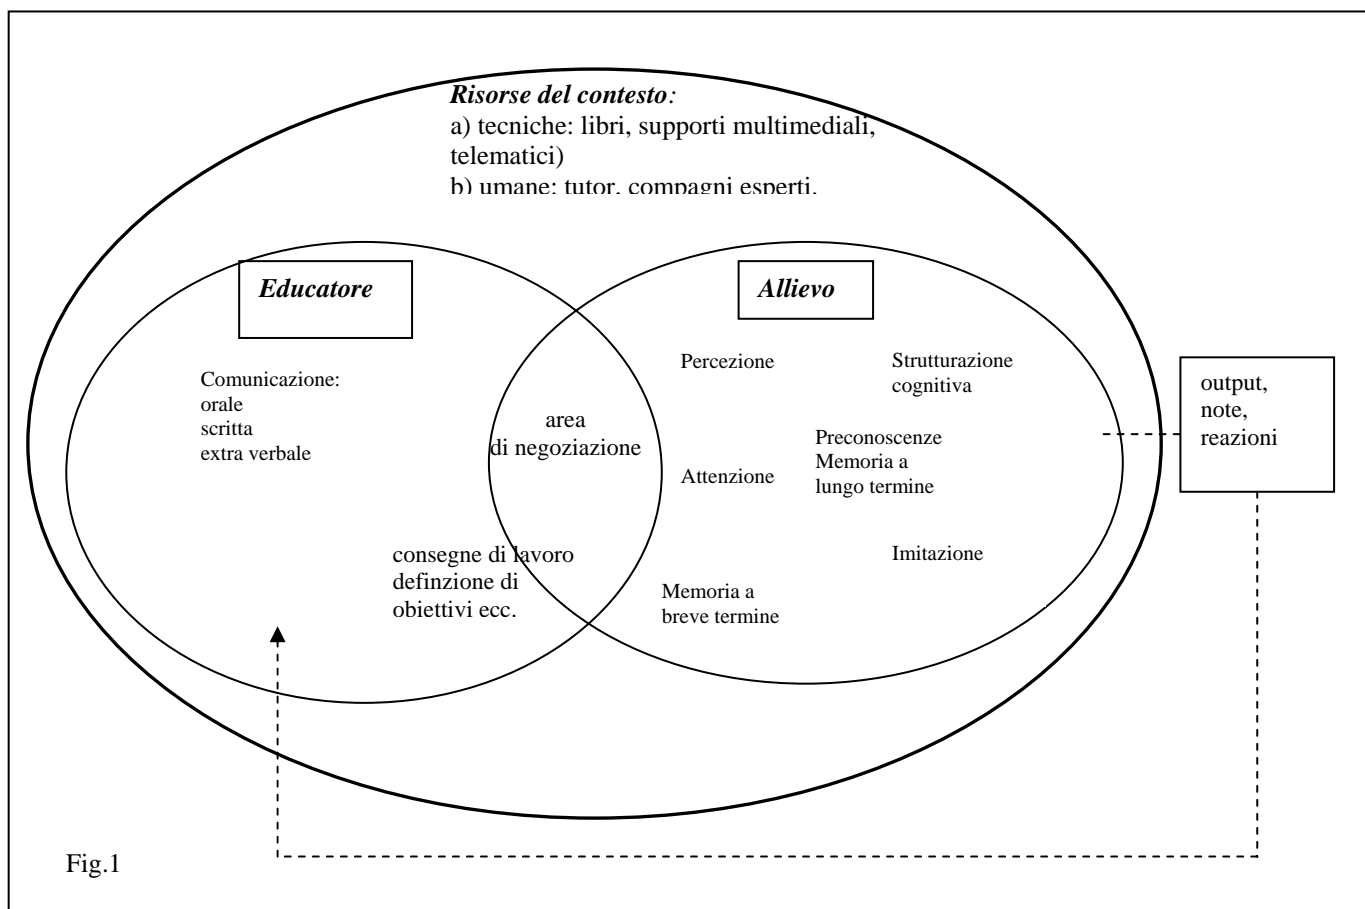 Risorse del contesto:
a) tecniche: libri, supporti multimediali,
telematici)
b) umane: tutor, compagni esperti.
Educatore
Comunicazione:
orale
scritta
extra verbale
area
di negoziazione
consegne di lavoro
definzione di
obiettivi ecc.
Allievo
Percezione
Strutturazione
cognitiva
Preconoscenze
Memoria a
lungo termine
Attenzione
Imitazione
Memoria a
breve termine
output,
note,
reazioni
Fig.1